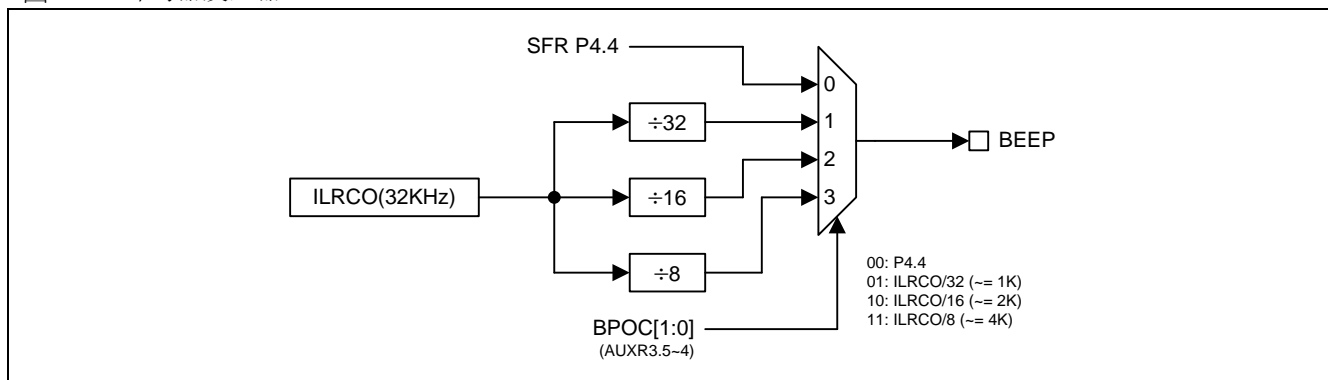 SFR P4.4
0
÷32
1
BEEP
2
ILRCO(32KHz)
÷16
3
÷8
00: P4.4
01: ILRCO/32 (~= 1K)
10: ILRCO/16 (~= 2K)
11: ILRCO/8 (~= 4K)
BPOC[1:0]
(AUXR3.5~4)